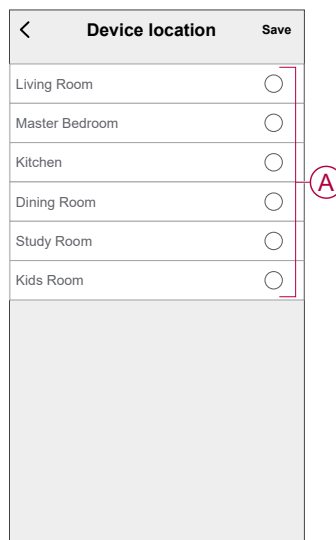 Device location Save
Living Room
Master Bedroom
Kitchen
A
Dining Room
Study Room
Kids Room